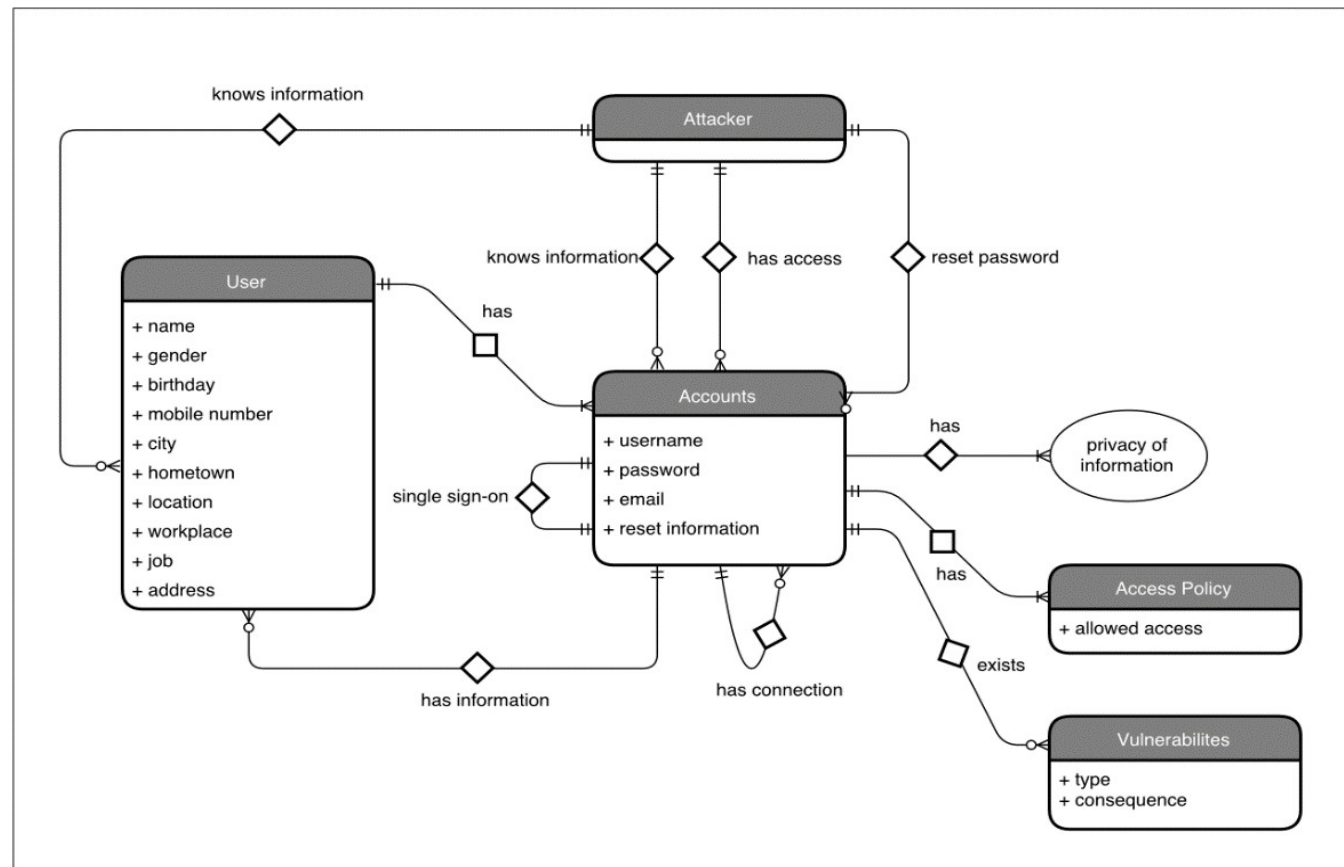 knows information
Attacker
knows information
has access
reset password
User
+ name
+ gender
+ birthday
+ mobile number
+ city
+ hometown
+ location
+ workplace
+ job
+ address
has
Accounts
+ username
+ password
+ email
+ reset information
single sign-on
has
privacy of
information
has
Access Policy
+ allowed access
exists
Vulnerabilites
+ type
+ consequence
has information
has connection